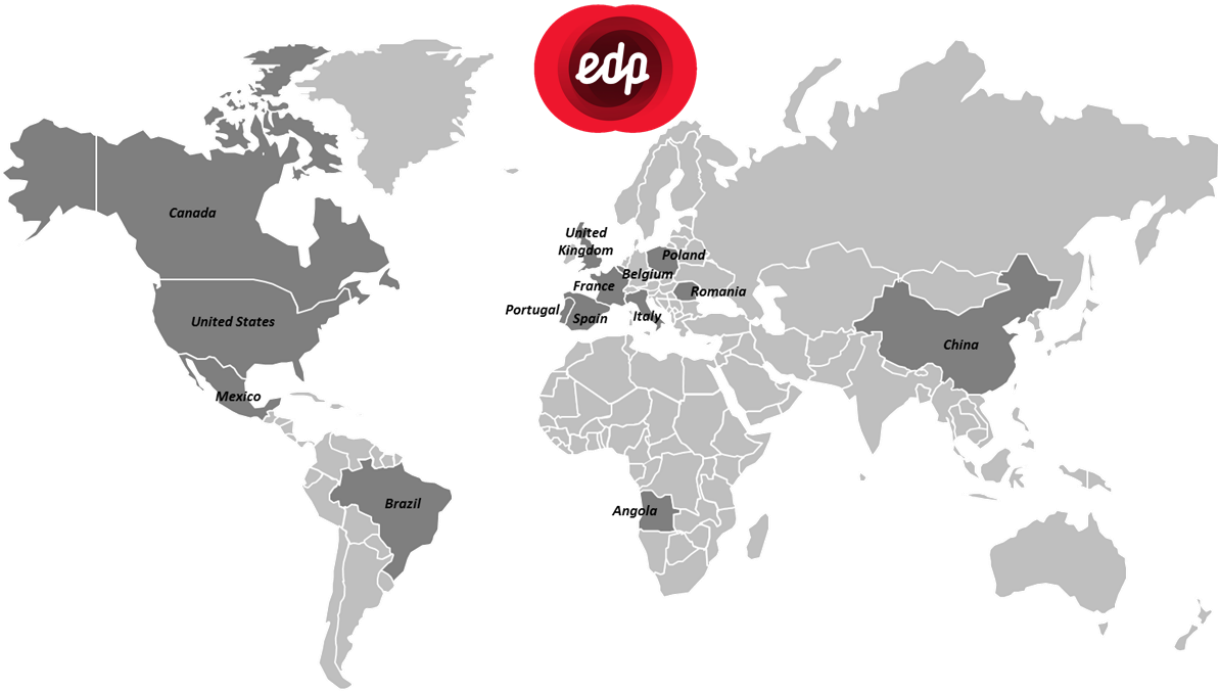 edp
Canada
United
Kingdom
Poland
Belgium
France
Romania
Portugal
Spain
Italy
United States
China
Mexico
Brazil
Angola